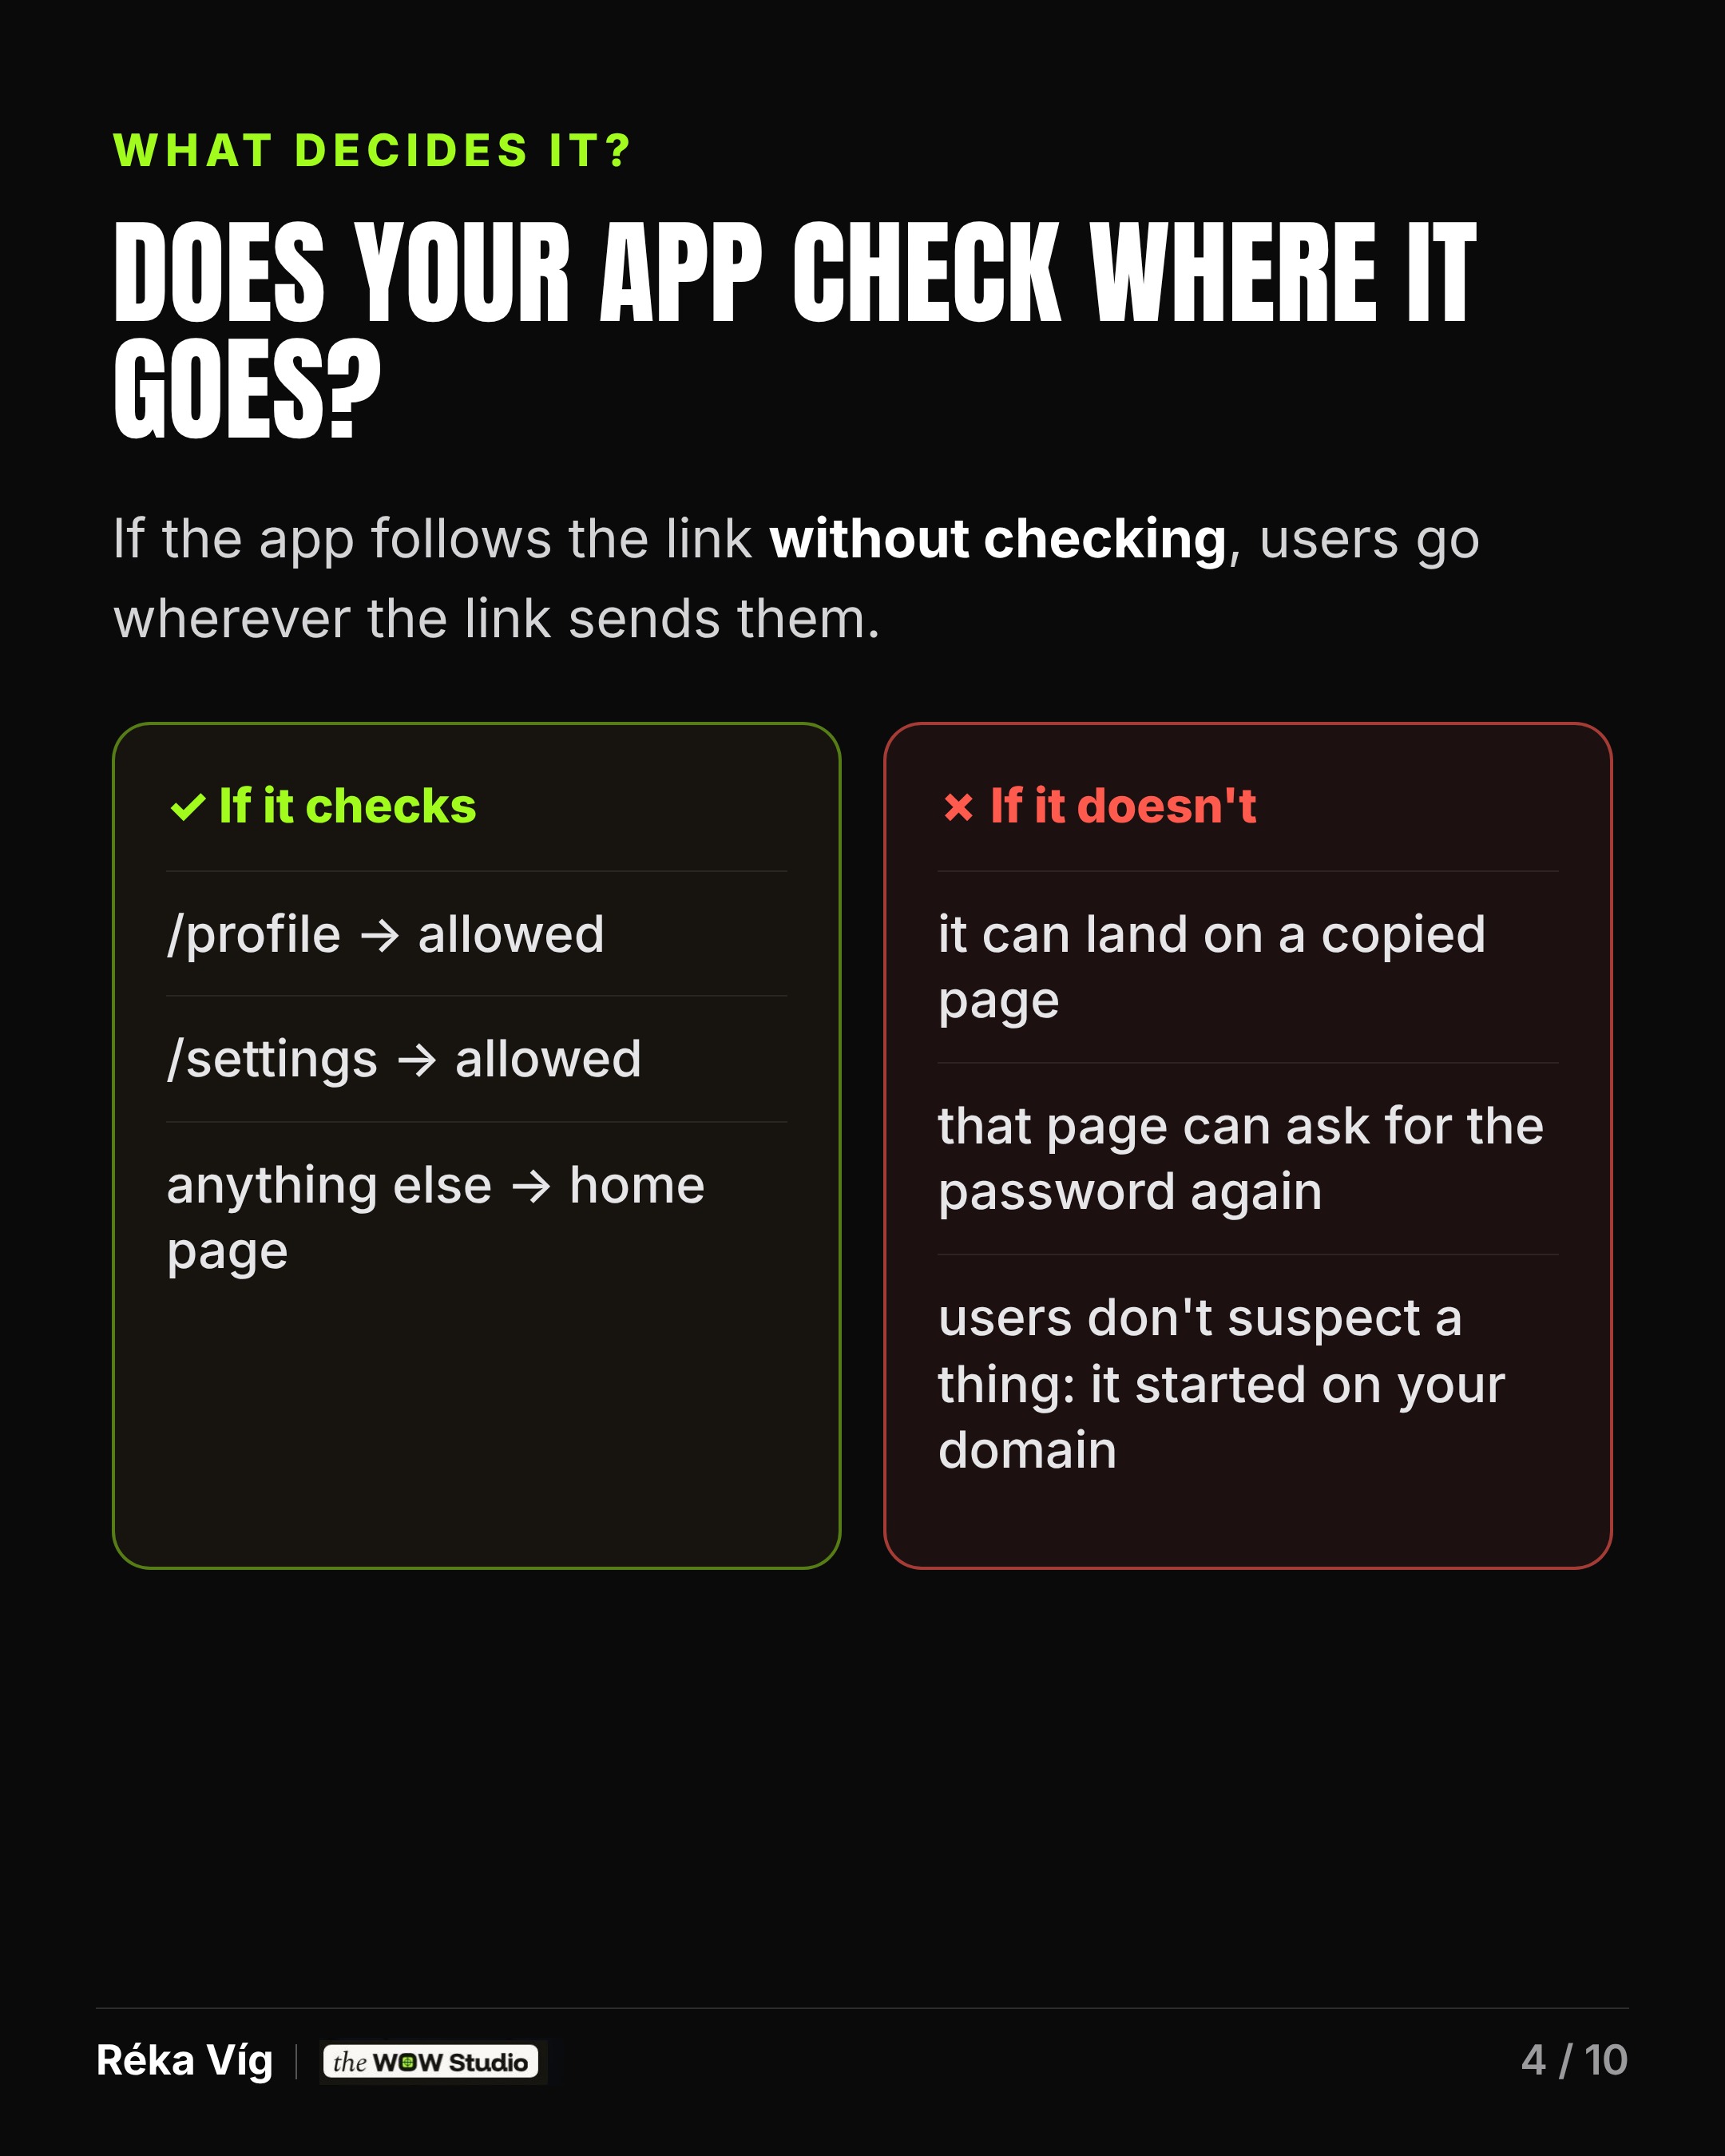 WHAT DECIDES IT?
DOES YOUR APP CHECK WHERE IT
GOES?
If the app follows the link without checking, users go
wherever the link sends them.
✓ If it checks
/profile → allowed
/settings → allowed
anything else → home
page
× If it doesn't
it can land on a copied
page
that page can ask for the
password again
users don't suspect a
thing: it started on your
domain
Réka Víg
the WOW Studio
4 / 10